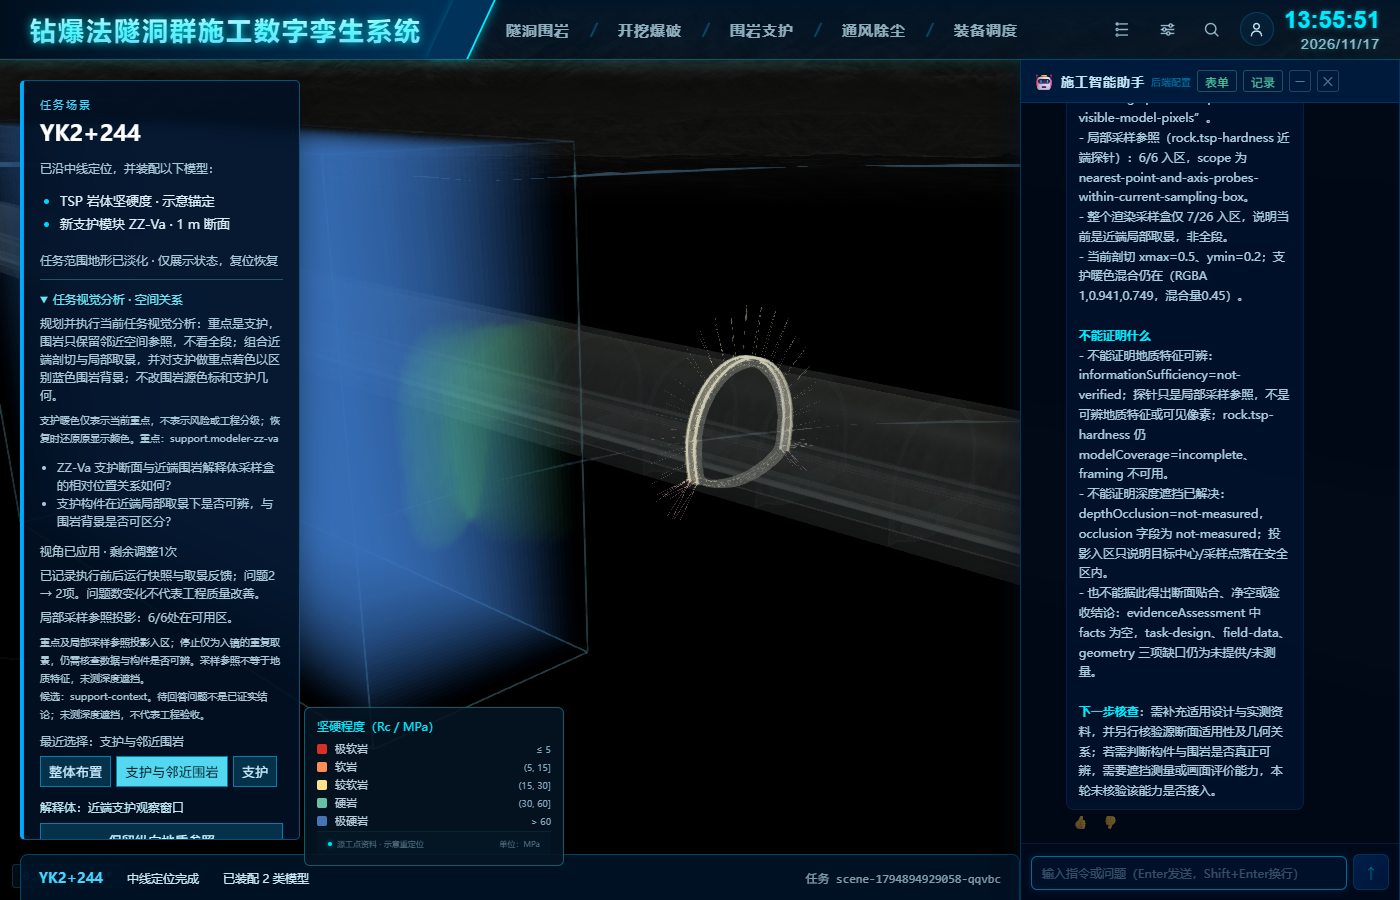 钻爆法隧洞群施工数字孪生系统
隧洞围岩 / 开挖爆破 / 围岩支护 / 通风除尘 / 装备调度
13:55:51
2026/11/17
任务场景
YK2+244
已沿中线定位，并装配以下模型：
• TSP 岩体坚硬度 · 示意锚定
• 新支护模块 ZZ-Va · 1 m 断面
任务范围地形已淡化 · 仅展示状态，复位恢复
▼ 任务视觉分析 · 空间关系
规划并执行当前任务视觉分析：重点是支护，
围岩只保留邻近空间参照，不看全段；组合近
端剖切与局部取景，并对支护做重点着色以区
别蓝色围岩背景；不改围岩源色标和支护几
何。
支护暖色仅表示当前重点，不表示风险或工程分级；恢
复时还原原显示颜色。重点：support.modeler-zz-va
• ZZ-Va 支护断面与近端围岩解释体采样盒
的相对位置关系如何？
• 支护构件在近端局部取景下是否可辨，与
围岩背景是否可区分？
视角已应用 · 剩余调整1次
已记录执行前后运行快照与取景反馈；问题2
→ 2项。问题数变化不代表工程质量改善。
局部采样参照投影：6/6处在可用区。
重点及局部采样参照投影入区；停止仅为入镜的重复取
景，仍需核查数据与构件是否可辨。采样参照不等于地
质特征，未测深度遮挡。
候选：support-context。待回答问题不是已证实结
论；未测深度遮挡，不代表工程验收。
最近选择：支护与邻近围岩
整体布置 支护与邻近围岩 支护
解释体：近端支护观察窗口
保留纵向地质参照
坚硬程度（Rc / MPa）
极软岩 ≤ 5
软岩 (5, 15]
较软岩 (15, 30]
硬岩 (30, 60]
极硬岩 > 60
源工点资料 · 示意重定位 单位：MPa
YK2+244 中线定位完成 已装配 2 类模型 任务 scene-1794894929058-qqvbc
施工智能助手 后端配置 表单 记录
visible-model-pixels”。
- 局部采样参照（rock.tsp-hardness 近
端探针）：6/6 入区，scope 为
nearest-point-and-axis-probes-
within-current-sampling-box。
- 整个渲染采样盒仅 7/26 入区，说明当
前是近端局部取景，非全段。
- 当前剖切 xmax=0.5、ymin=0.2；支
护暖色混合仍在（RGBA
1,0.941,0.749，混合量0.45）。
不能证明什么
- 不能证明地质特征可辨：
informationSufficiency=not-
verified；探针只是局部采样参照，不是
可辨地质特征或可见像素；rock.tsp-
hardness 仍
modelCoverage=incomplete、
framing 不可用。
- 不能证明深度遮挡已解决：
depthOcclusion=not-measured，
occlusion 字段为 not-measured；投
影入区只说明目标中心/采样点落在安全
区内。
- 也不能据此得出断面贴合、净空或验
收结论：evidenceAssessment 中
facts 为空，task-design、field-data、
geometry 三项缺口仍为未提供/未测
量。
下一步核查：需补充适用设计与实测资
料，并另行核验源断面适用性及几何关
系；若需判断构件与围岩是否真正可
辨，需要遮挡测量或画面评价能力，本
轮未核验该能力是否接入。
输入指令或问题（Enter发送，Shift+Enter换行）